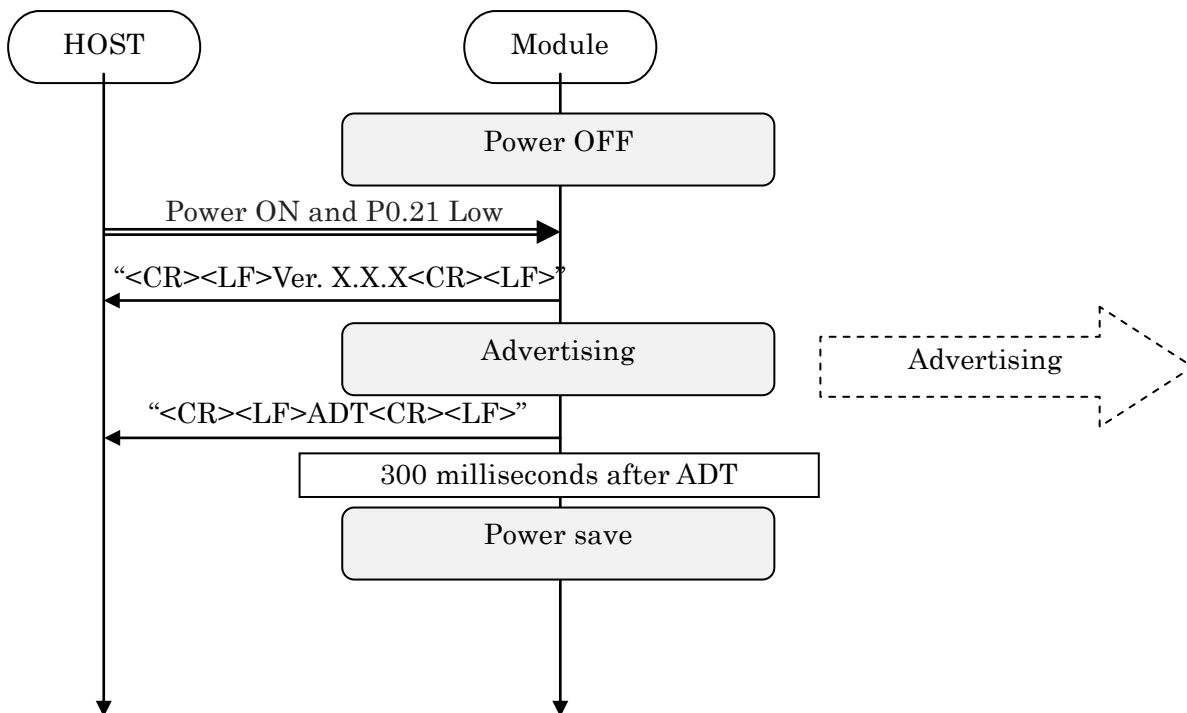 HOST
Module
Power OFF
Power ON and P0.21 Low
“<CR><LF>Ver. X.X.X<CR><LF>”
Advertising
Advertising
“<CR><LF>ADT<CR><LF>”
300 milliseconds after ADT
Power save